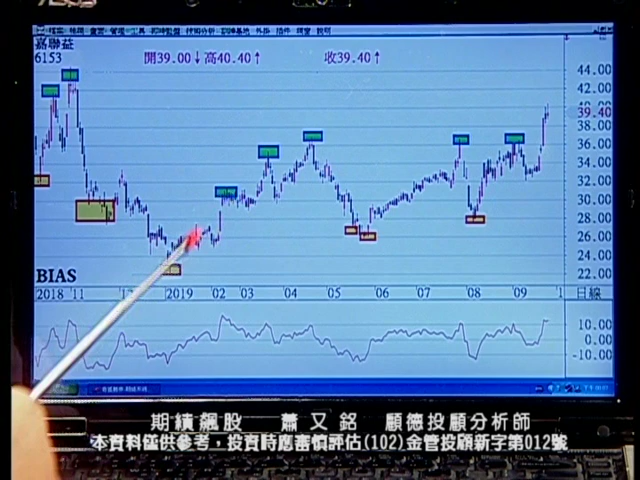 嘉聯益
6153 開39.00↓高40.40↑ 收39.40↑
44.00
42.00
39.40
38.00
36.00
34.00
32.00
30.00
28.00
26.00
24.00
22.00
BIAS
2018 '11 2019 '02 '03 '04 '05 '06 '07 '08 '09 日線
10.00
0.00
-10.00
期績飆股 蕭又銘 顧德投顧分析師
本資料僅供參考，投資時應審慎評估(102)金管投顧新字第012號